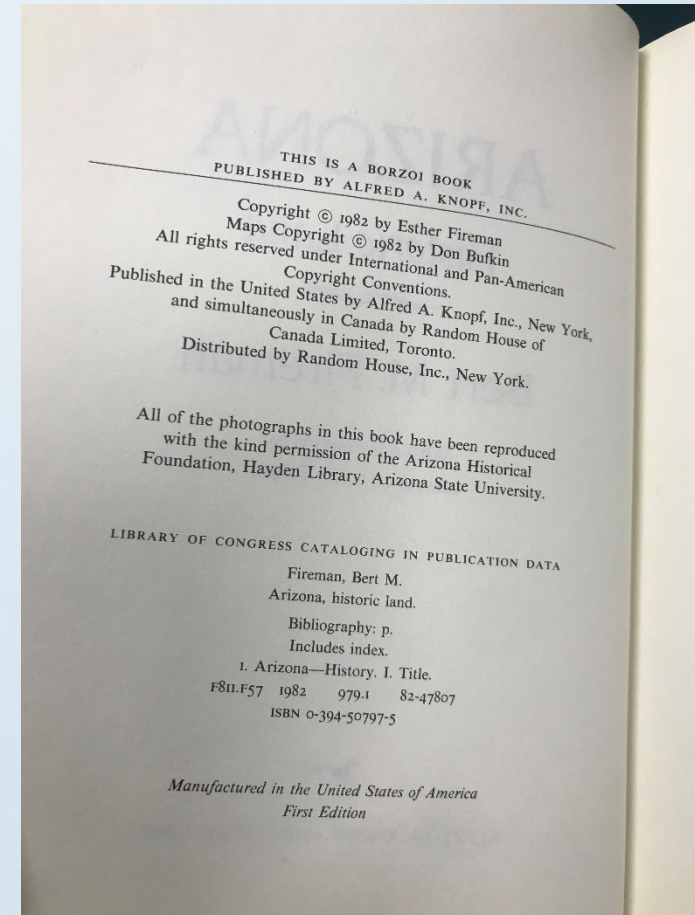 THIS IS A BORZOI BOOK
PUBLISHED BY ALFRED A. KNOPF, INC.
Copyright © 1982 by Esther Fireman
Maps Copyright © 1982 by Don Bufkin
All rights reserved under International and Pan-American
Copyright Conventions.
Published in the United States by Alfred A. Knopf, Inc., New York,
and simultaneously in Canada by Random House of
Canada Limited, Toronto.
Distributed by Random House, Inc., New York.
All of the photographs in this book have been reproduced
with the kind permission of the Arizona Historical
Foundation, Hayden Library, Arizona State University.
LIBRARY OF CONGRESS CATALOGING IN PUBLICATION DATA
Fireman, Bert M.
Arizona, historic land.
Bibliography: p.
Includes index.
1. Arizona—History. I. Title.
F811.F57 1982 979.1 82-47807
ISBN 0-394-50797-5
Manufactured in the United States of America
First Edition